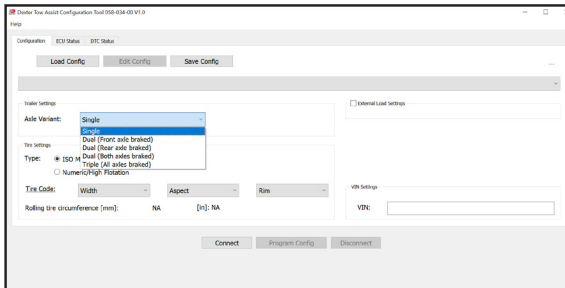 Dexter Tow Assist Configuration Tool 058-034-00 V1.0
Help
Configuration ECU Status DTC Status
Load Config Edit Config Save Config
...
Trailer Settings
External Load Settings
Axle Variant: Single
Single
Dual (Front axle braked)
Dual (Rear axle braked)
Dual (Both axles braked)
Triple (All axles braked)
Tire Settings
Type: ISO M
Numeric/High Flotation
Tire Code: Width Aspect Rim
Rolling tire circumference [mm]: NA [in]: NA
VIN Settings
VIN:
Connect Program Config Disconnect